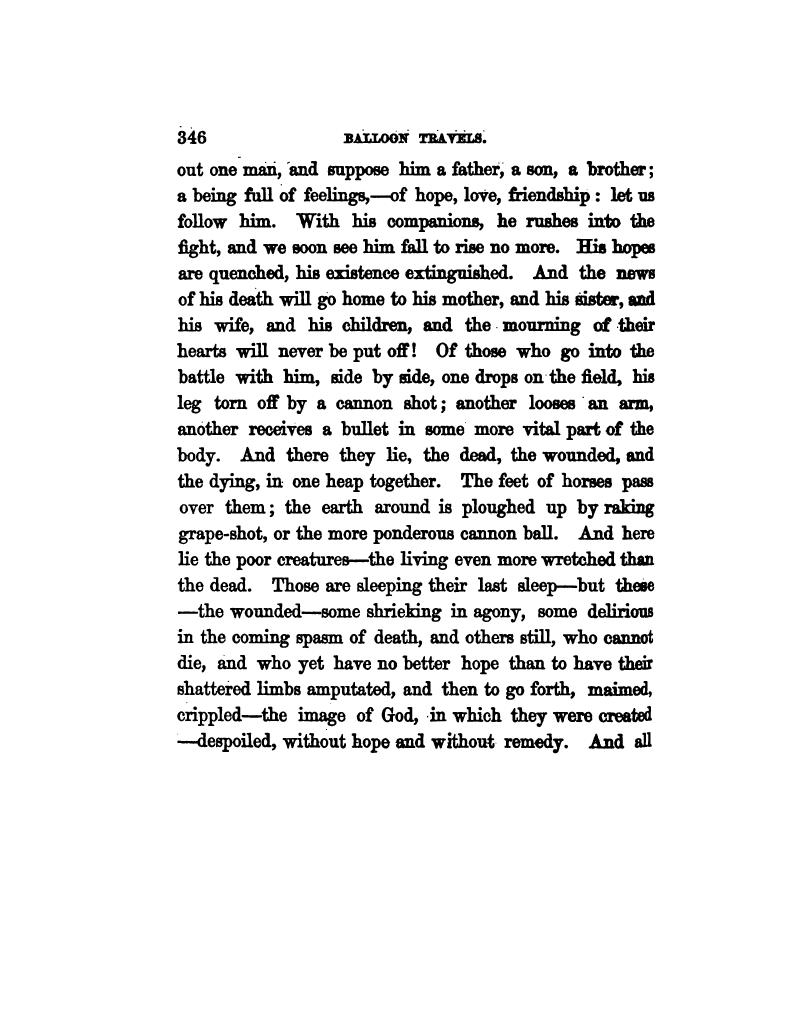 346 BALLOON TRAVELS.
out one man, and suppose him a father, a son, a brother;
a being full of feelings,—of hope, love, friendship : let us
follow him. With his companions, he rushes into the
fight, and we soon see him fall to rise no more. His hopes
are quenched, his existence extinguished. And the news
of his death will go home to his mother, and his sister, and
his wife, and his children, and the mourning of their
hearts will never be put off! Of those who go into the
battle with him, side by side, one drops on the field, his
leg torn off by a cannon shot; another looses an arm,
another receives a bullet in some more vital part of the
body. And there they lie, the dead, the wounded, and
the dying, in one heap together. The feet of horses pass
over them; the earth around is ploughed up by raking
grape-shot, or the more ponderous cannon ball. And here
lie the poor creatures—the living even more wretched than
the dead. Those are sleeping their last sleep—but these
—the wounded—some shrieking in agony, some delirious
in the coming spasm of death, and others still, who cannot
die, and who yet have no better hope than to have their
shattered limbs amputated, and then to go forth, maimed,
crippled—the image of God, in which they were created
—despoiled, without hope and without remedy. And all